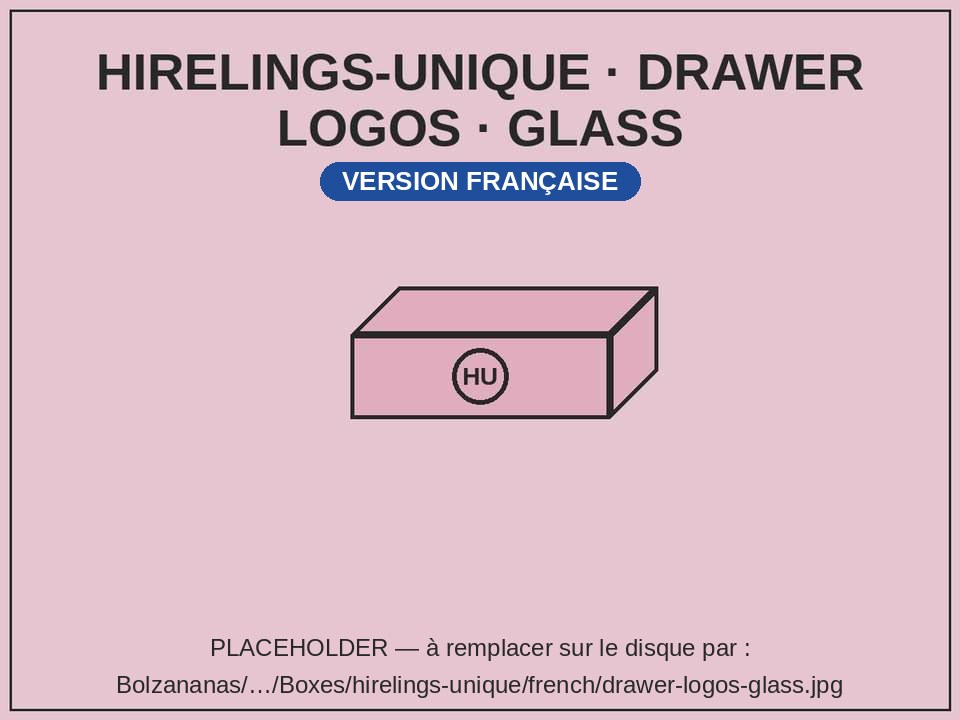 HIRELINGS-UNIQUE · DRAWER
LOGOS · GLASS
VERSION FRANÇAISE
HU
PLACEHOLDER — à remplacer sur le disque par :
Bolzananas/…/Boxes/hirelings-unique/french/drawer-logos-glass.jpg